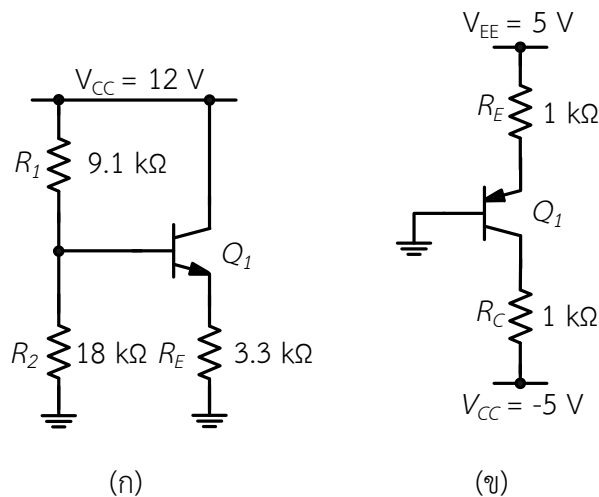 V_CC = 12 V
R_1 9.1 kΩ
Q_1
R_2 18 kΩ R_E 3.3 kΩ
(ก)
V_EE = 5 V
R_E 1 kΩ
Q_1
R_C 1 kΩ
V_CC = -5 V
(ข)